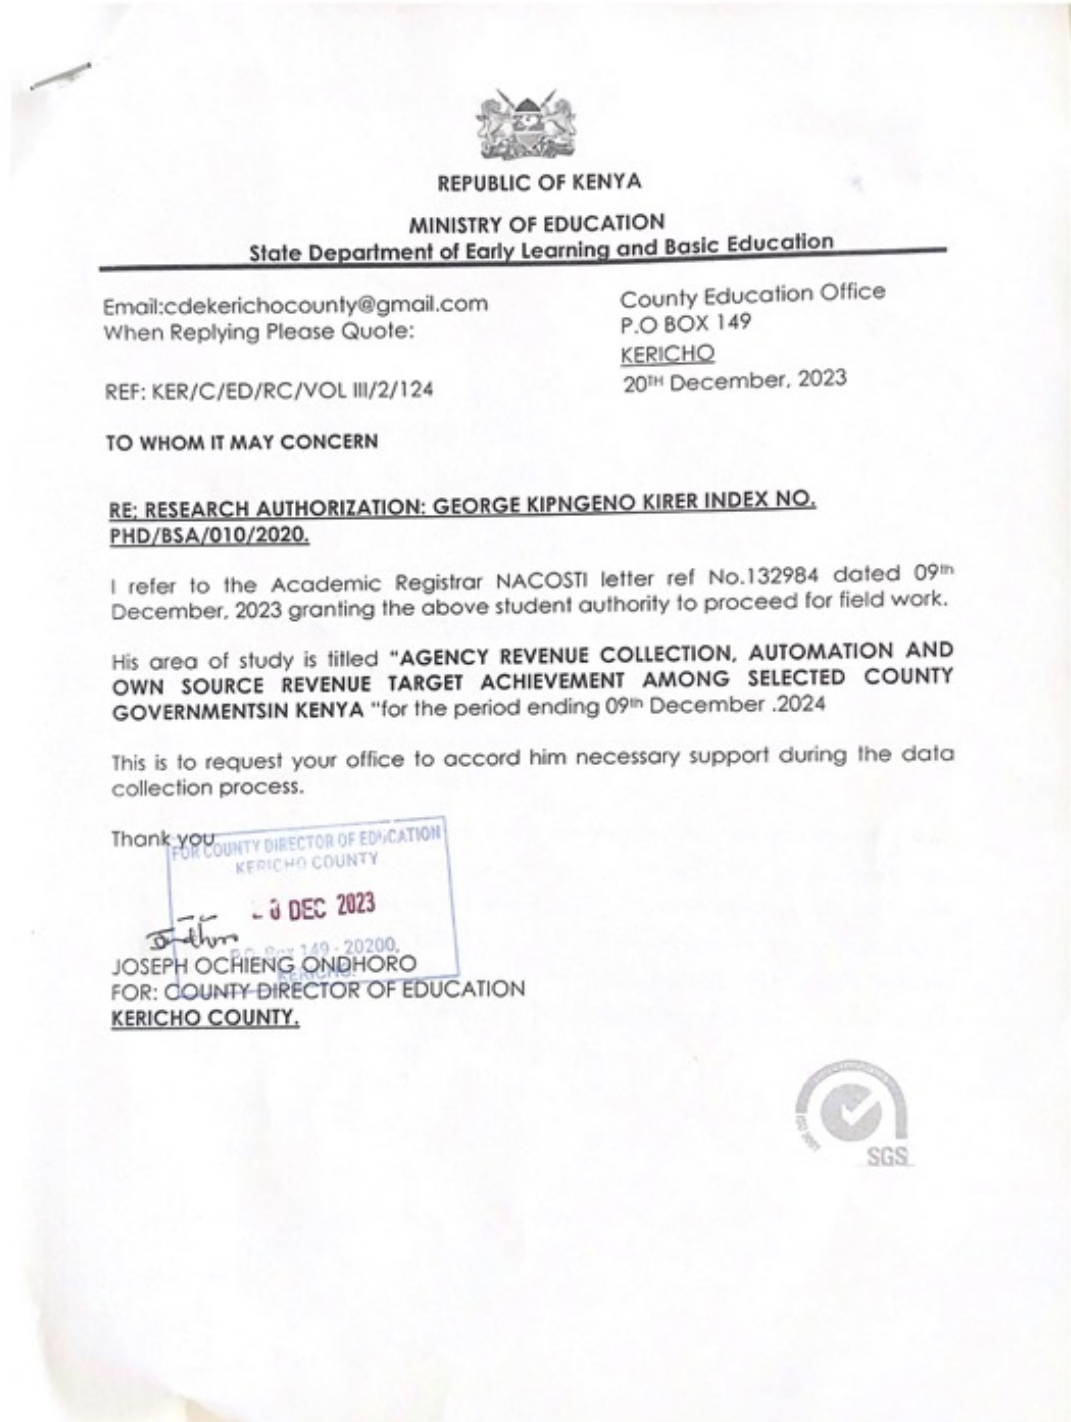 REPUBLIC OF KENYA
MINISTRY OF EDUCATION
State Department of Early Learning and Basic Education
Email:cdekerichocounty@gmail.com
When Replying Please Quote:
REF: KER/C/ED/RC/VOL III/2/124
County Education Office
P.O BOX 149
KERICHO
20TH December, 2023
TO WHOM IT MAY CONCERN
RE; RESEARCH AUTHORIZATION: GEORGE KIPNGENO KIRER INDEX NO.
PHD/BSA/010/2020.
I refer to the Academic Registrar NACOSTI letter ref No.132984 dated 09th
December, 2023 granting the above student authority to proceed for field work.
His area of study is titled "AGENCY REVENUE COLLECTION, AUTOMATION AND
OWN SOURCE REVENUE TARGET ACHIEVEMENT AMONG SELECTED COUNTY
GOVERNMENTSIN KENYA "for the period ending 09th December .2024
This is to request your office to accord him necessary support during the data
collection process.
Thank you
FOR COUNTY DIRECTOR OF EDUCATION
KERICHO COUNTY
DEC 2023
P.O. Box 149 - 20200,
KERICHO.
JOSEPH OCHIENG ONDHORO
FOR: COUNTY DIRECTOR OF EDUCATION
KERICHO COUNTY.
ISO 9001
SGS